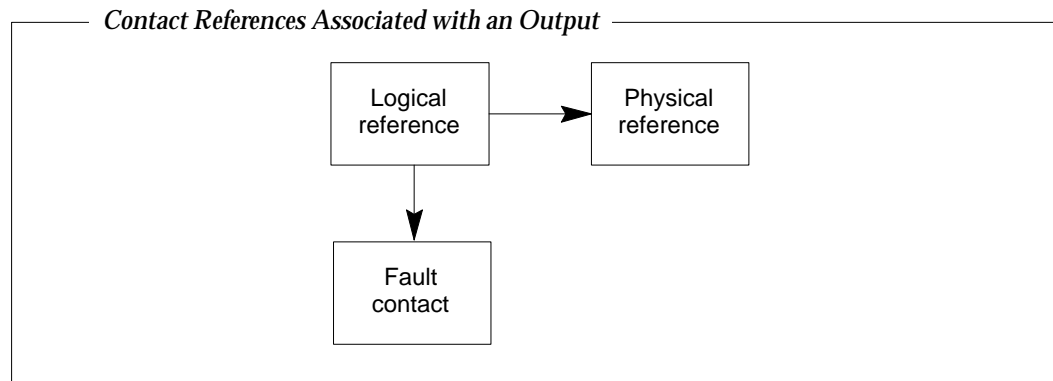 Contact References Associated with an Output
Logical
reference
Physical
reference
Fault
contact